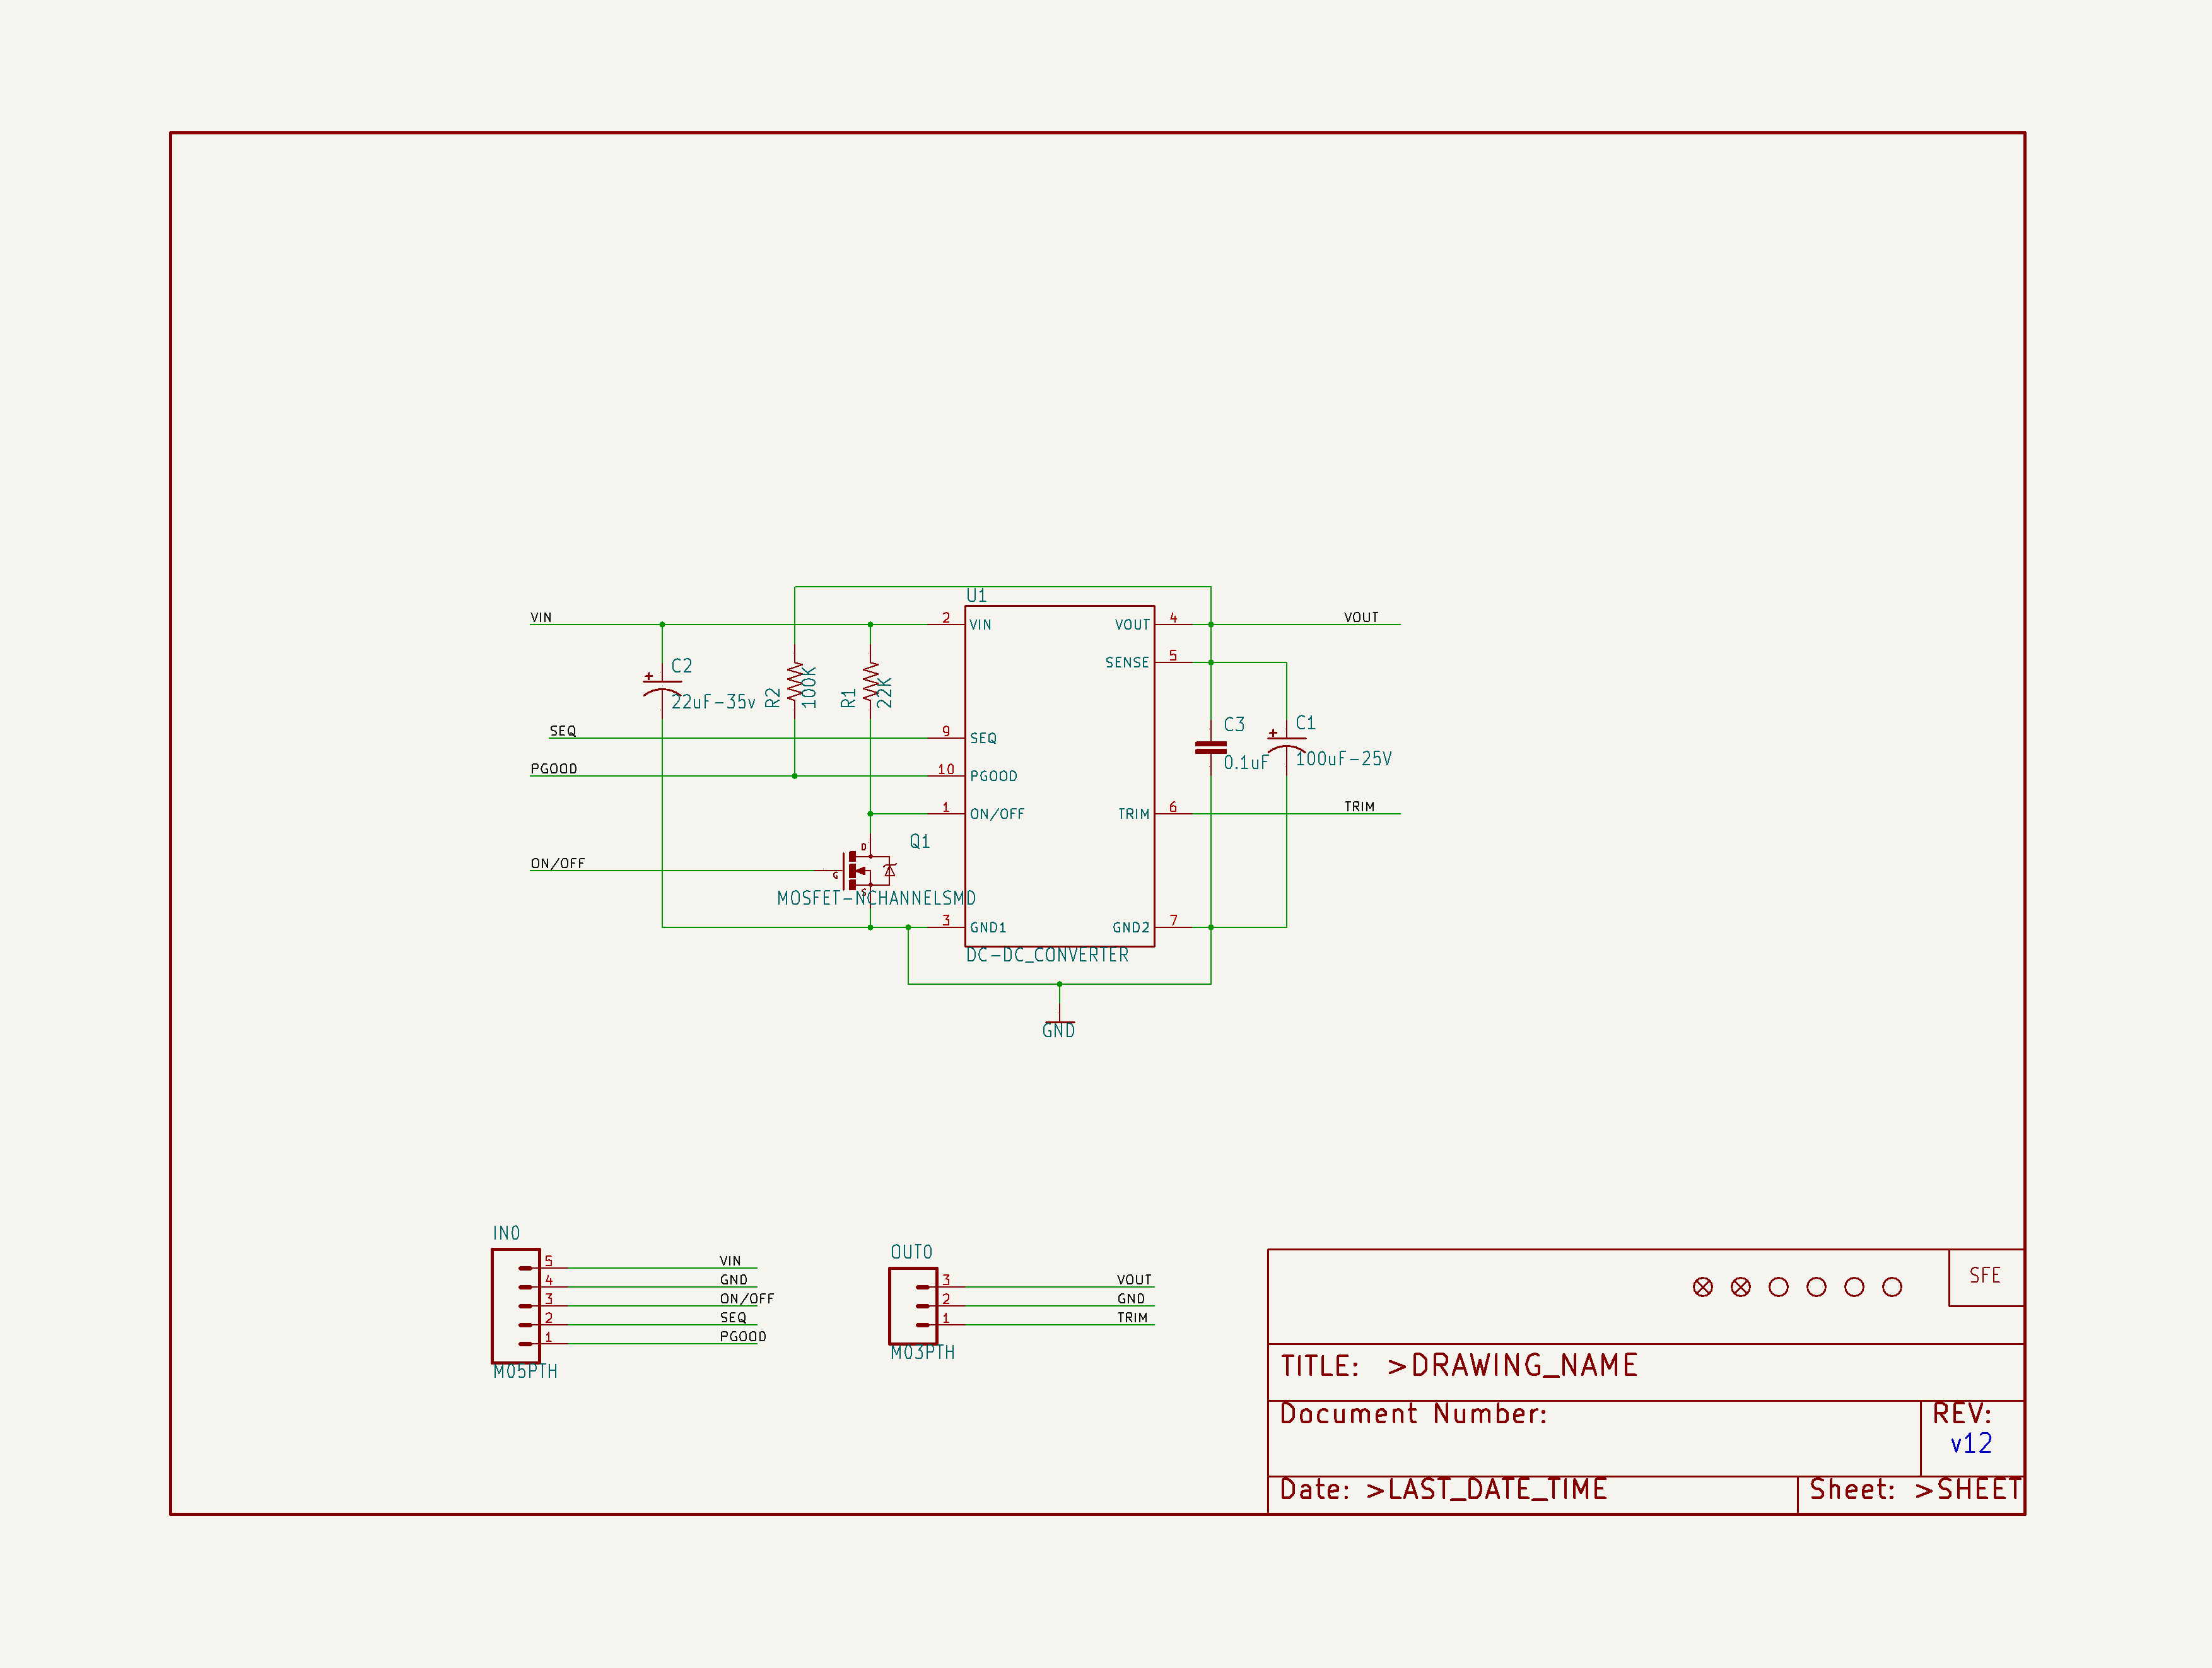 U1
VIN 2 VIN VOUT 4 VOUT
SENSE 5
+ C2
22uF-35v
R2 100K
R1 22K
SEQ 9 SEQ
+ C1
100uF-25V
C3
0.1uF
PGOOD 10 PGOOD
1 ON/OFF TRIM 6 TRIM
D Q1
ON/OFF G
S
MOSFET-NCHANNELSMD
3 GND1 GND2 7
DC-DC_CONVERTER
GND
IN0
5 VIN
4 GND
3 ON/OFF
2 SEQ
1 PGOOD
M05PTH
OUT0
3 VOUT
2 GND
1 TRIM
M03PTH
SFE
TITLE: >DRAWING_NAME
Document Number:
REV:
v12
Date: >LAST_DATE_TIME
Sheet: >SHEET